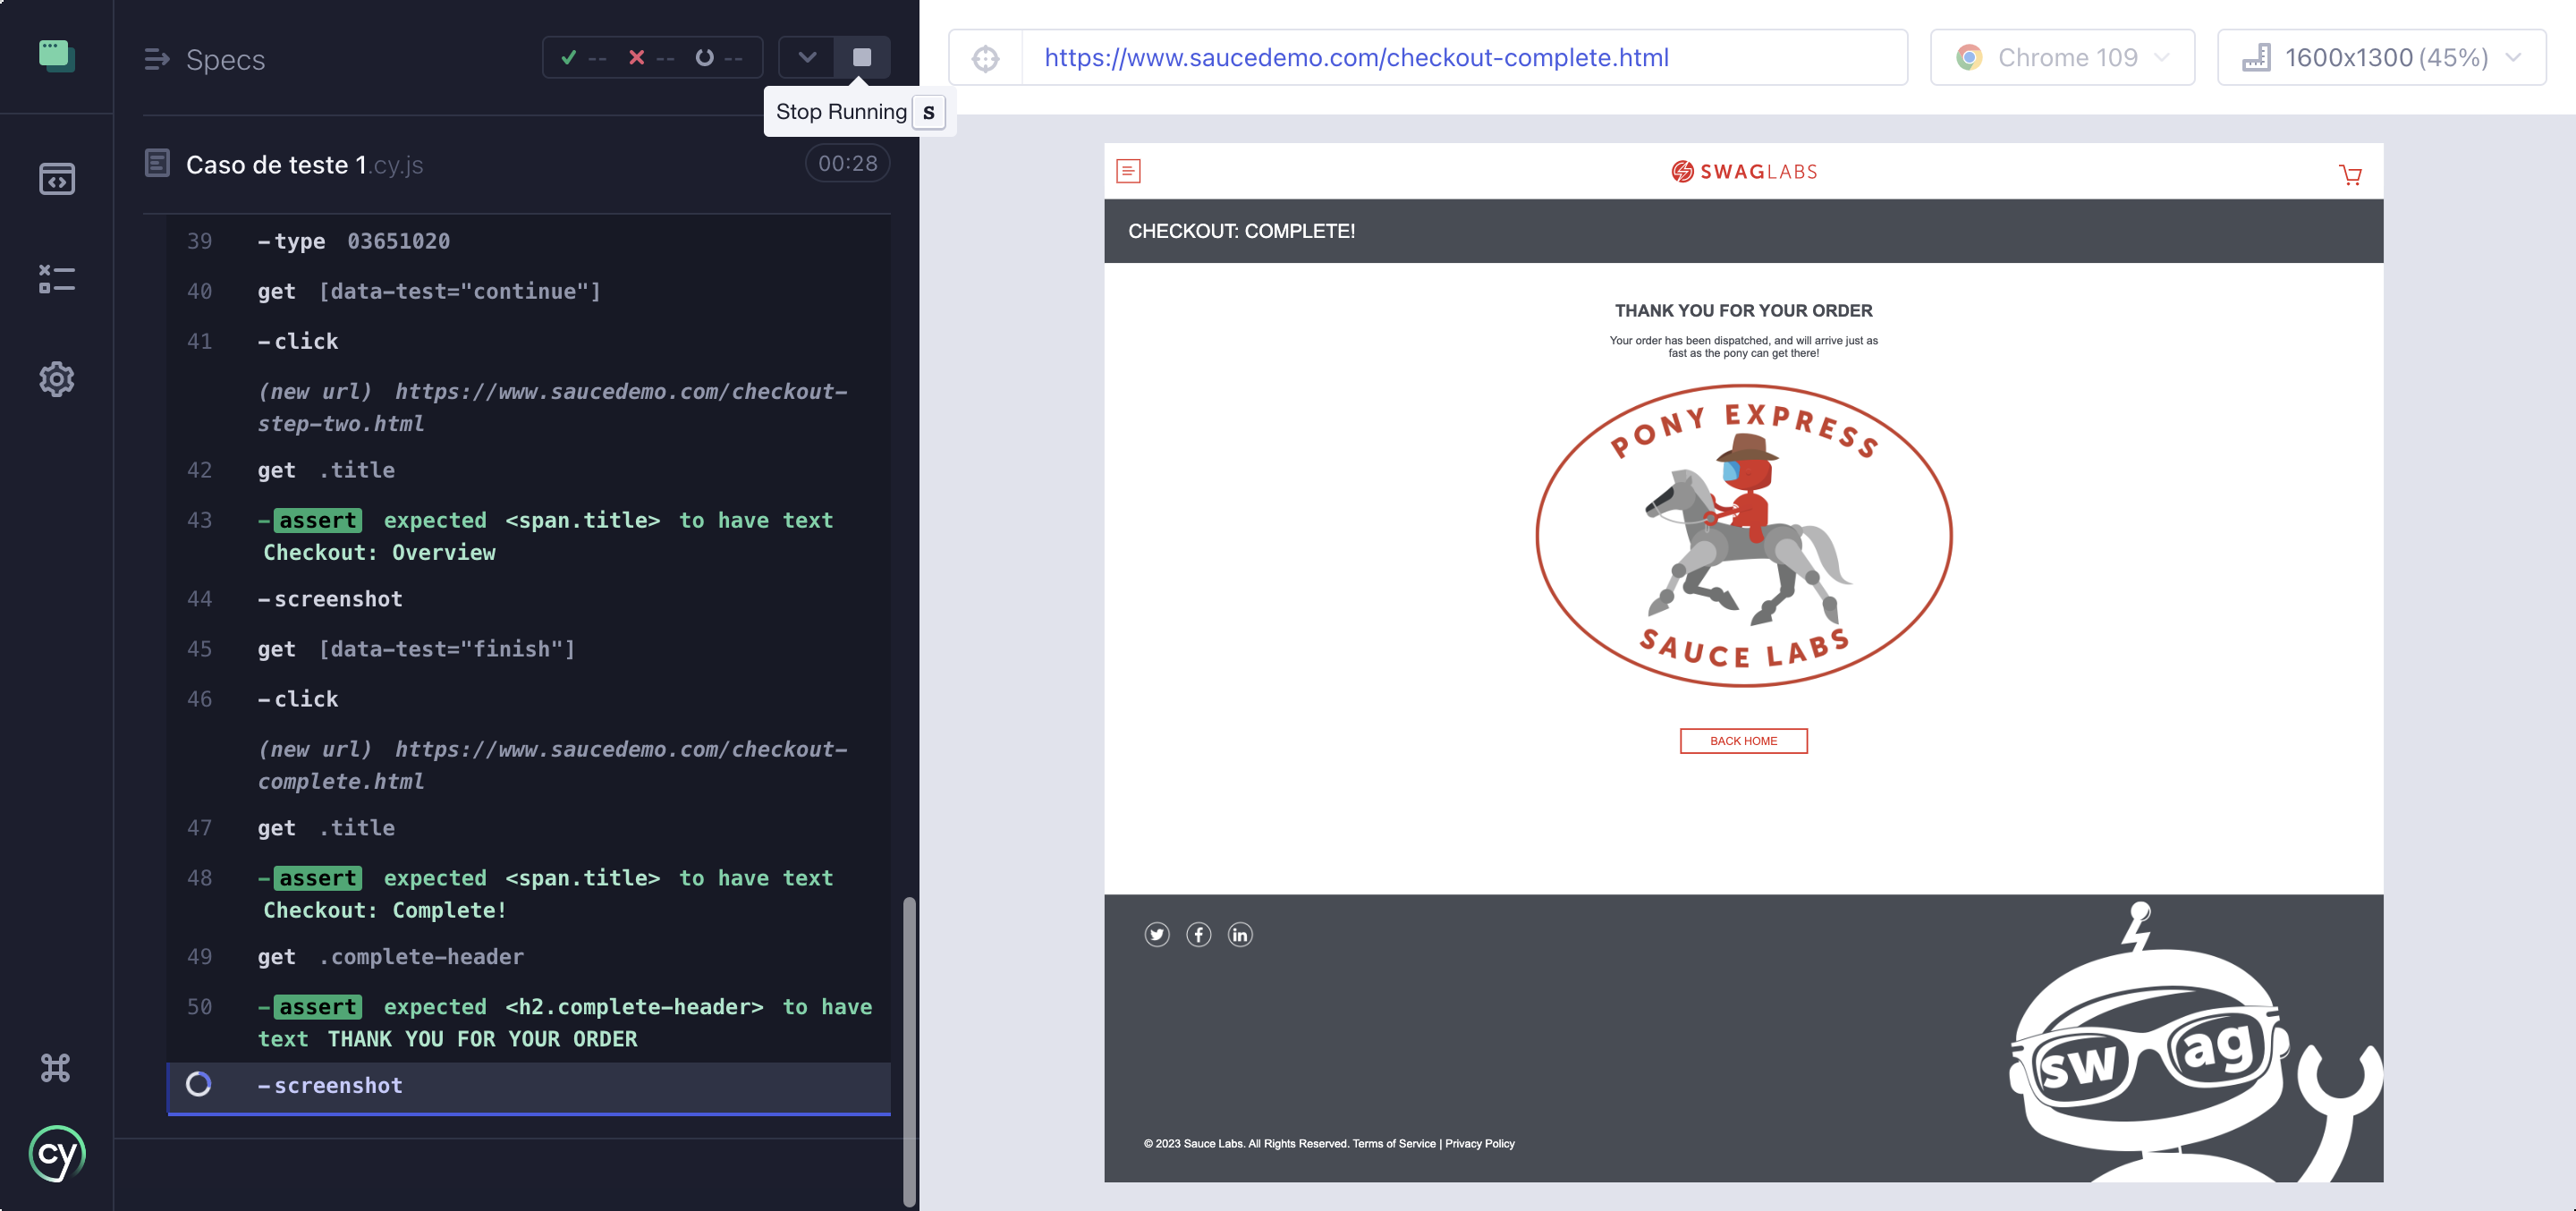 Specs
-- -- --
Stop Running S
Caso de teste 1.cy.js
00:28
39 -type 03651020
40 get [data-test="continue"]
41 -click
(new url) https://www.saucedemo.com/checkout-
step-two.html
42 get .title
43 -assert expected <span.title> to have text
Checkout: Overview
44 -screenshot
45 get [data-test="finish"]
46 -click
(new url) https://www.saucedemo.com/checkout-
complete.html
47 get .title
48 -assert expected <span.title> to have text
Checkout: Complete!
49 get .complete-header
50 -assert expected <h2.complete-header> to have
text THANK YOU FOR YOUR ORDER
-screenshot
cy
https://www.saucedemo.com/checkout-complete.html
Chrome 109
1600x1300 (45%)
SWAGLABS
CHECKOUT: COMPLETE!
THANK YOU FOR YOUR ORDER
Your order has been dispatched, and will arrive just as
fast as the pony can get there!
PONY EXPRESS
SAUCE LABS
BACK HOME
swag
© 2023 Sauce Labs. All Rights Reserved. Terms of Service | Privacy Policy